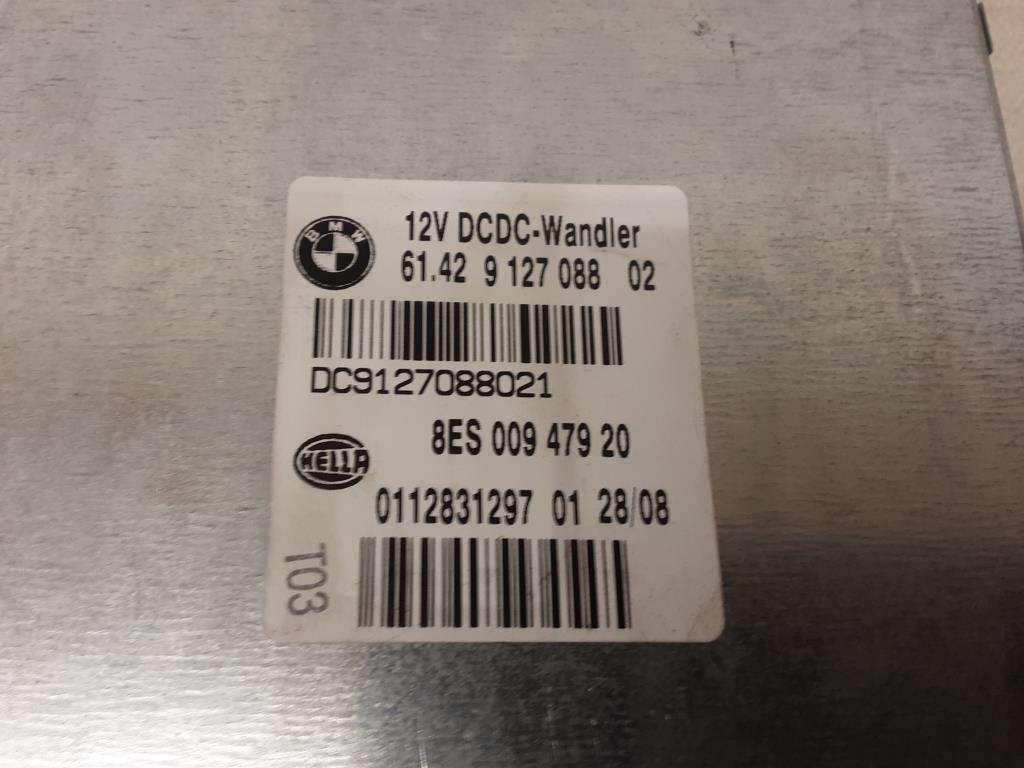 BMW
12V DCDC-Wandler
61.42 9 127 088 02
DC9127088021
HELLA
8ES 009 479 20
0112831297 01 28/08
T03